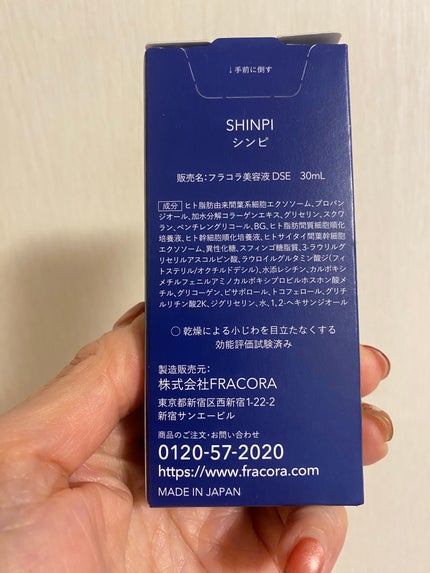 ↓手前に倒す
SHINPI
シンピ
販売名:フラコラ美容液 DSE 30mL
成分 ヒト脂肪由来間葉系細胞エクソソーム、プロパン
ジオール、加水分解コラーゲンエキス、グリセリン、スクワ
ラン、ペンチレングリコール、BG、ヒト脂肪間質細胞順化
培養液、ヒト幹細胞順化培養液、ヒトサイタイ間葉幹細胞
エクソソーム、異性化糖、スフィンゴ糖脂質、3-ラウリルグ
リセリルアスコルビン酸、ラウロイルグルタミン酸ジ(フィ
トステリル/オクチルドデシル)、水添レシチン、カルボキシ
メチルフェニルアミノカルボキシプロピルホスホン酸メ
チル、グリコーゲン、ビサボロール、トコフェロール、グリチ
ルリチン酸2K、ジグリセリン、水、1,2-ヘキサンジオール
○ 乾燥による小じわを目立たなくする
効能評価試験済み
製造販売元:
株式会社FRACORA
東京都新宿区西新宿1-22-2
新宿サンエービル
商品のご注文・お問い合わせ
0120-57-2020
https://www.fracora.com
MADE IN JAPAN